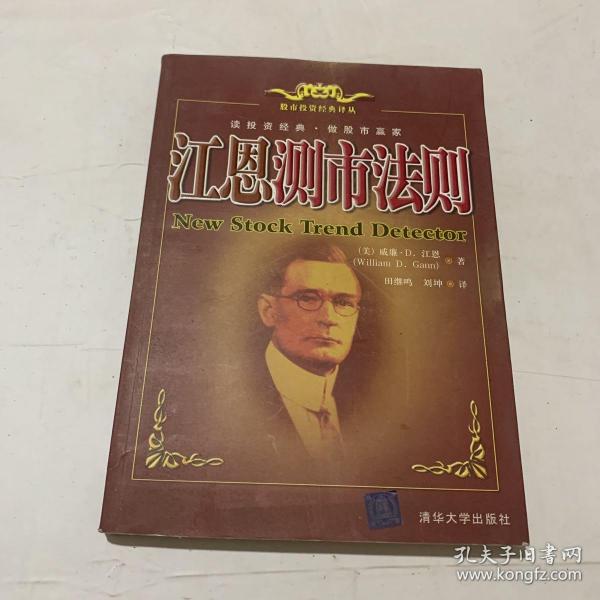 股市投资经典译丛
读投资经典·做股市赢家
江恩测市法则
New Stock Trend Detector
(美) 威廉·D. 江恩
(William D. Gann) 著
田继鸣 刘坤 译
清华大学出版社
孔夫子旧书网
www.kongfz.com